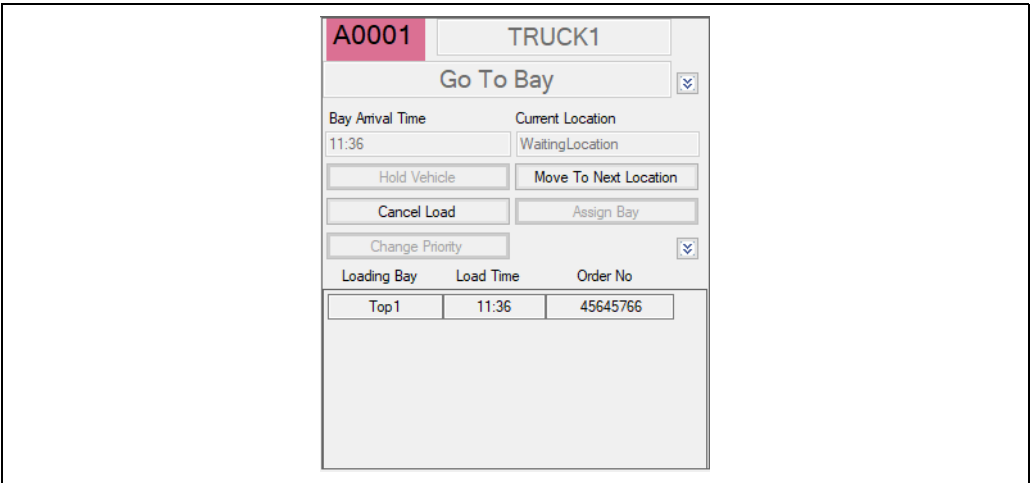 A0001 TRUCK1
Go To Bay
Bay Arrival Time Current Location
11:36 WaitingLocation
Hold Vehicle Move To Next Location
Cancel Load Assign Bay
Change Priority
Loading Bay Load Time Order No
Top1 11:36 45645766